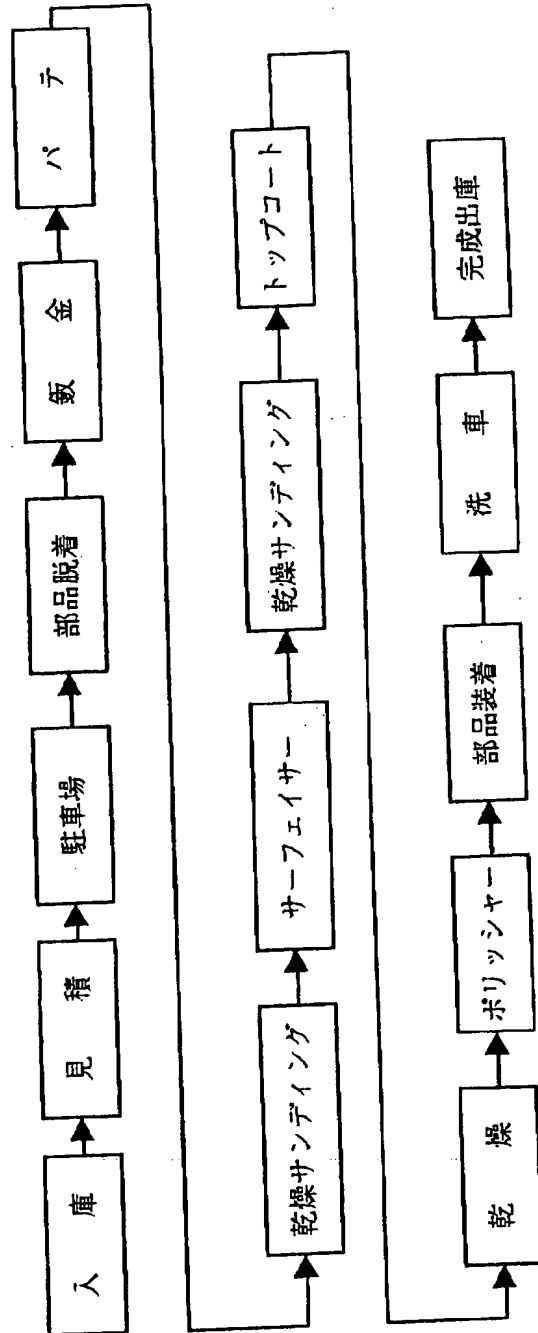 入庫
見積
駐車場
部品脱着
鈑金
パテ
乾燥サンディング
サーフェイサー
乾燥サンディング
トップコート
乾燥
ポリッシャー
部品装着
洗車
完成出庫